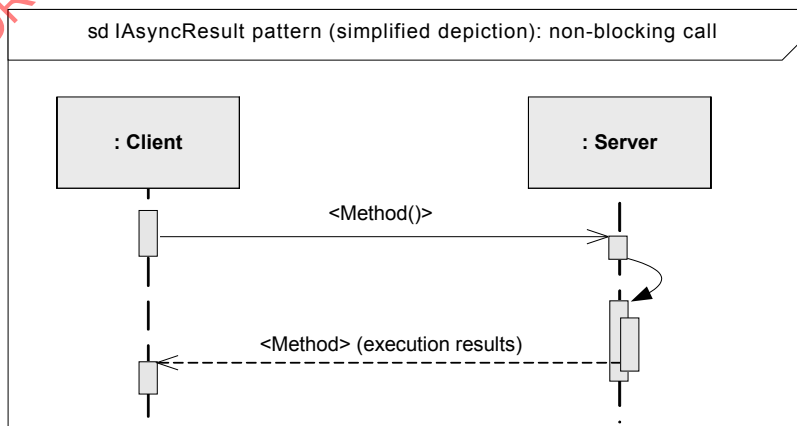 sd IAsyncResult pattern (simplified depiction): non-blocking call
: Client
: Server
<Method()>
<Method> (execution results)